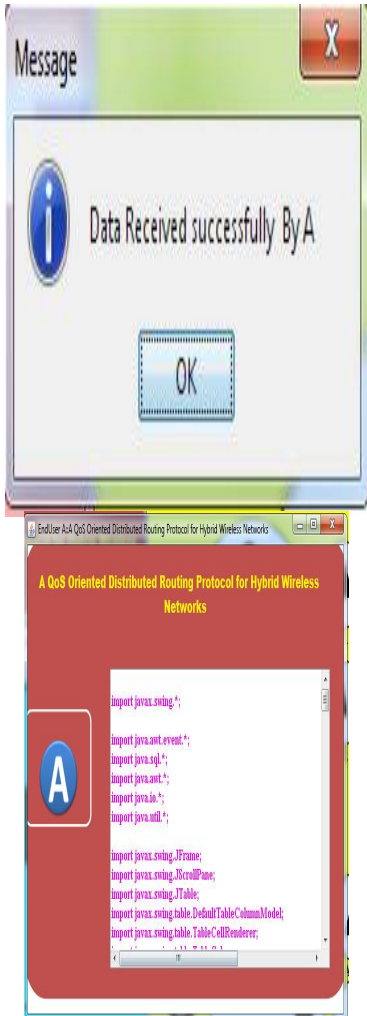 Message
X
i
Data Received successfully By A
OK
EndUser A:: A QoS Oriented Distributed Routing Protocol for Hybrid Wireless Networks
A QoS Oriented Distributed Routing Protocol for Hybrid Wireless
Networks
A
import javax.swing.*;
import java.awt.event.*;
import java.sql.*;
import java.awt.*;
import java.io.*;
import java.util.*;
import javax.swing.JFrame;
import javax.swing.JScrollPane;
import javax.swing.JTable;
import javax.swing.table.DefaultTableColumnModel;
import javax.swing.table.TableCellRenderer;